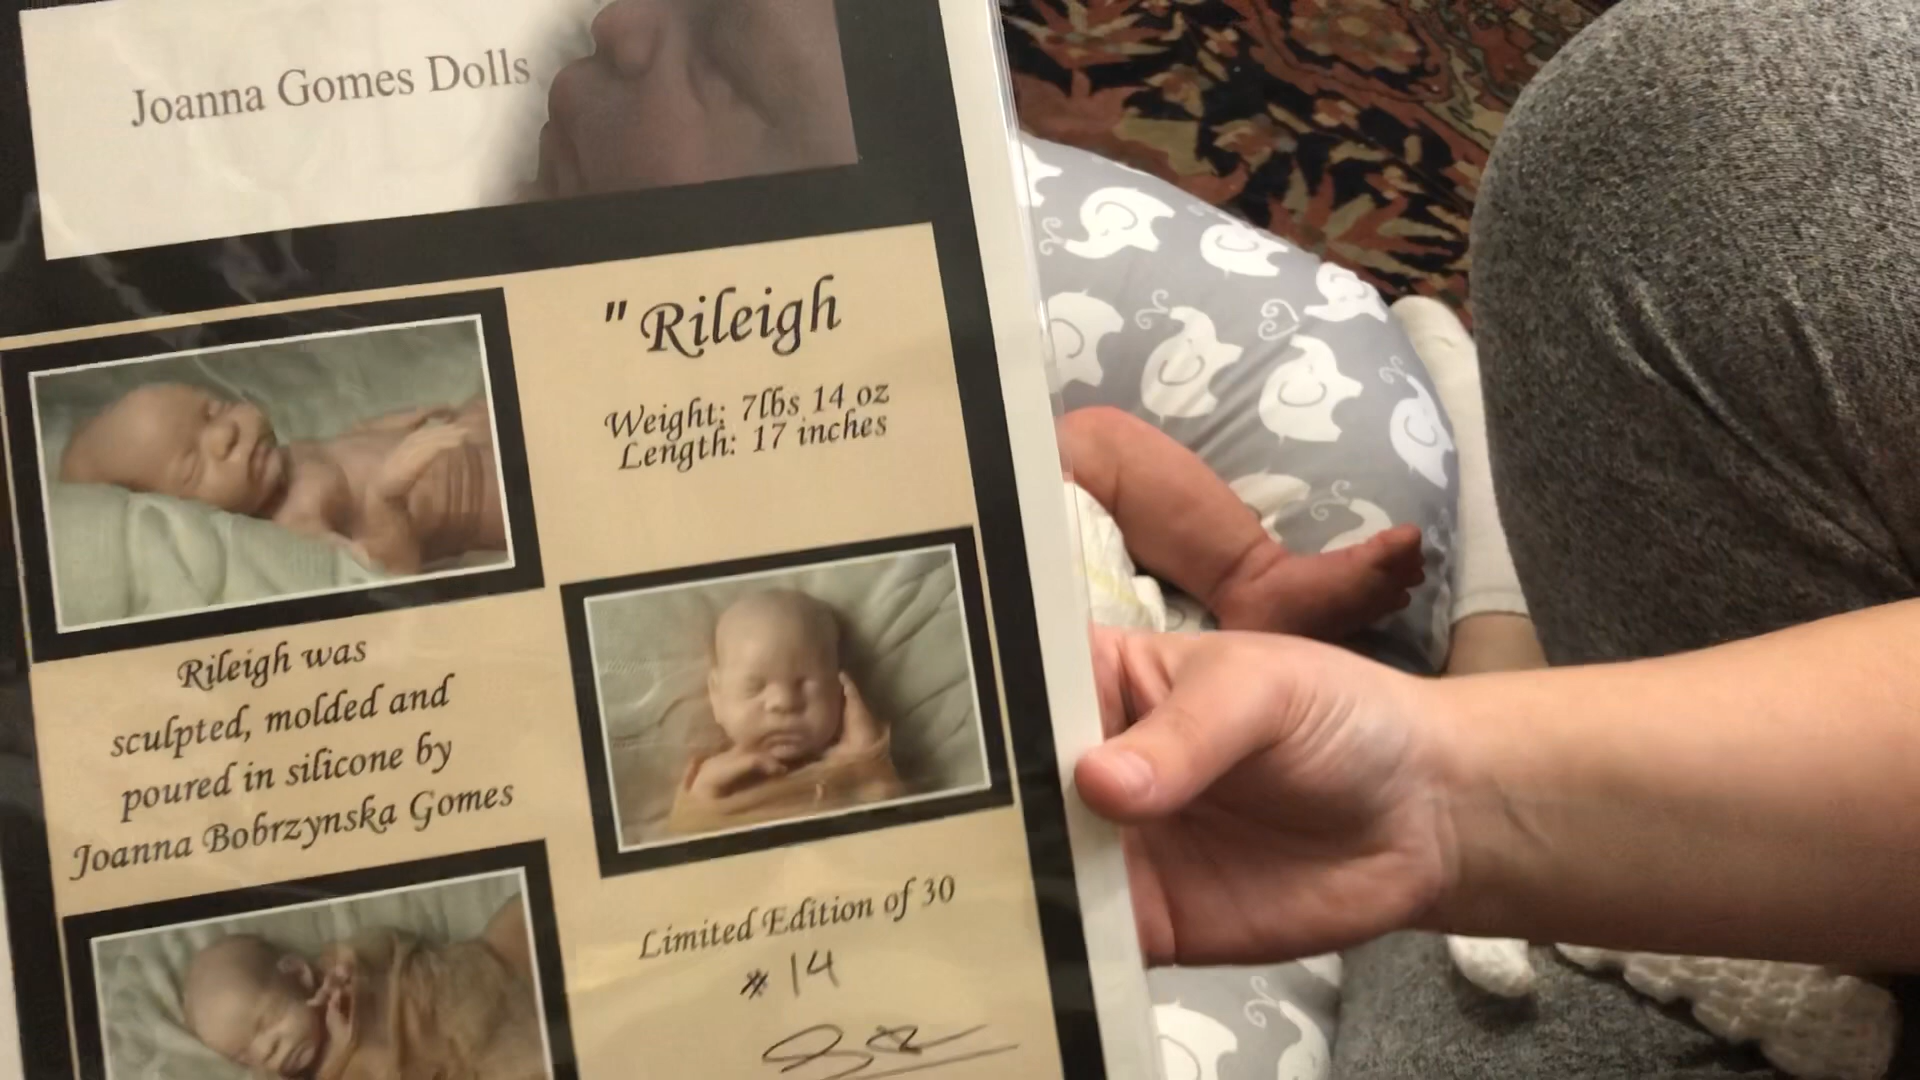 Joanna Gomes Dolls
"Rileigh
Weight: 7lbs 14 oz
Length: 17 inches
Rileigh was
sculpted, molded and
poured in silicone by
Joanna Bobrzynska Gomes
Limited Edition of 30
# 14